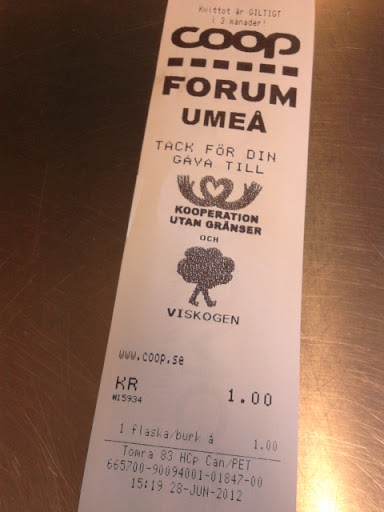 Kvittot är GILTIGT
i 3 månader!
coop
FORUM
UMEÅ
TACK FÖR DIN
GÅVA TILL
KOOPERATION
UTAN GRÄNSER
OCH
VISKOGEN
www.coop.se
KR 1.00
#15934
1 flaska/burk à 1.00
Tomra 83 HCp Can/PET
665700-90094001-01847-00
15:19 28-JUN-2012